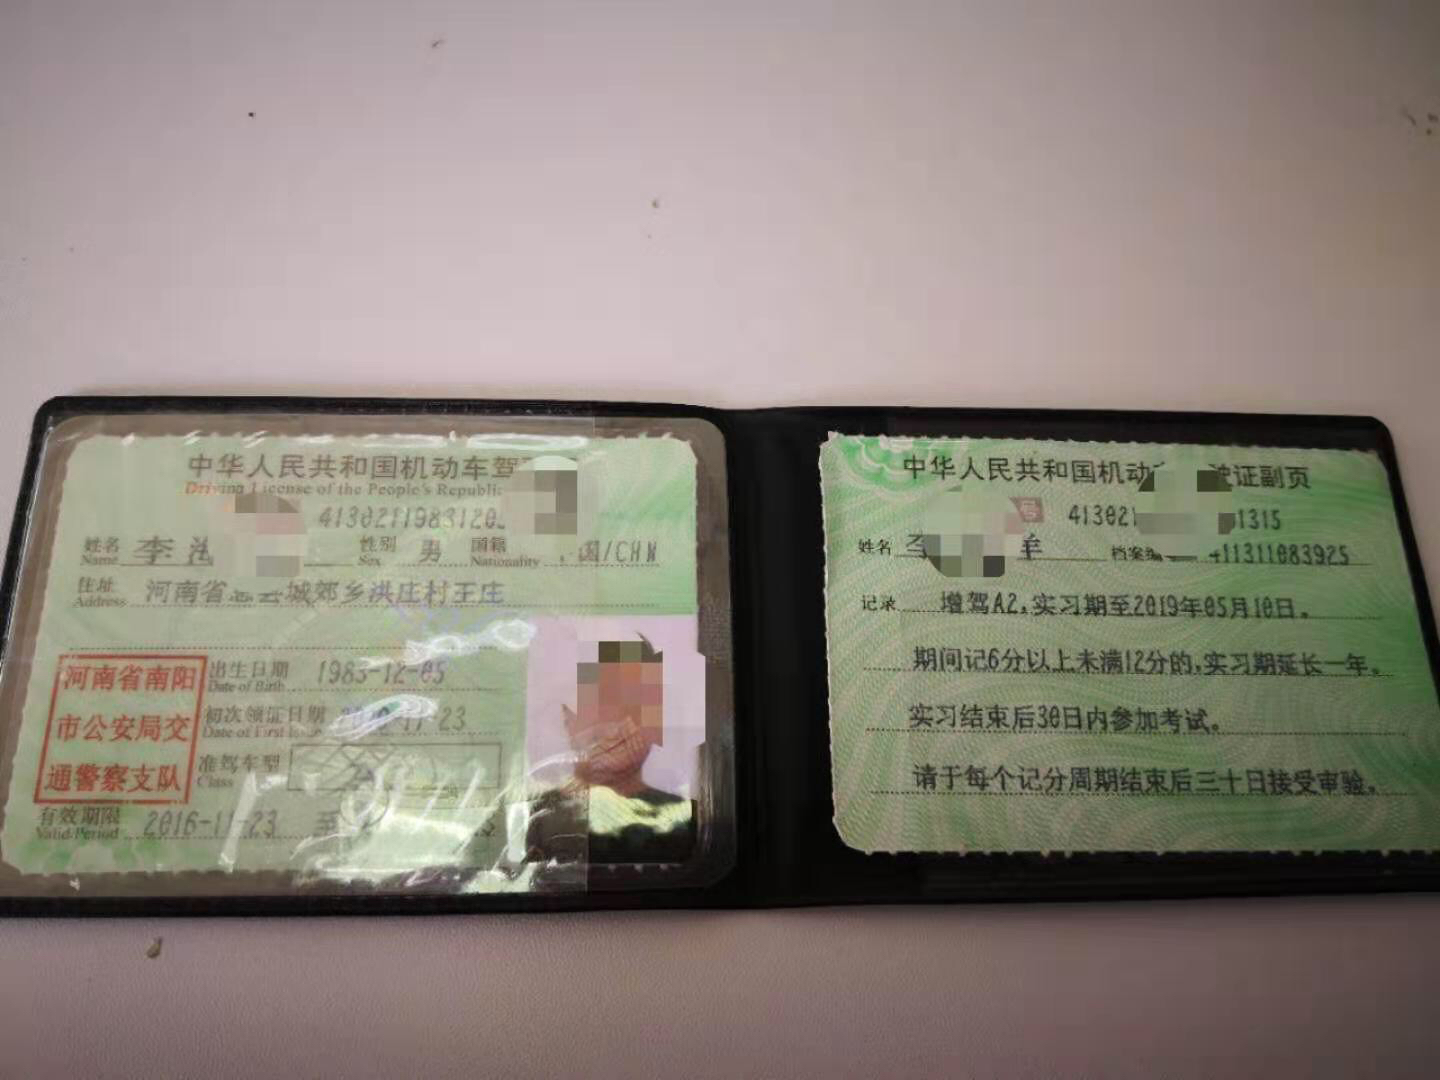 中华人民共和国机动车驾
Driving License of the People's Republic
姓名 Name 李 性别 Sex 男 国籍 Nationality 国/CHN
住址 Address 河南省 城郊乡洪庄村王庄
河南省南阳
市公安局交
通警察支队
出生日期 Date of Birth 1983-12-05
初次领证日期 Date of First Issue
准驾车型 Class
有效期限 Valid Period 2016-11-23 至
中华人民共和国机动 驶证副页
号 413021 1315
姓名 档案编 411311083925
记录 增驾A2,实习期至2019年05月10日。
期间记6分以上未满12分的,实习期延长一年。
实习结束后30日内参加考试。
请于每个记分周期结束后三十日接受审验。